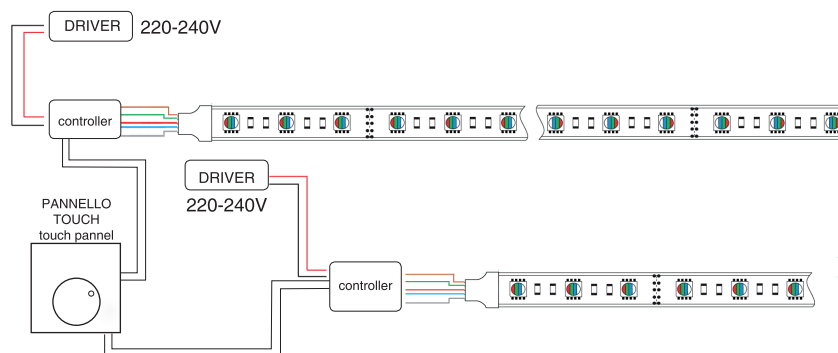 DRIVER
220-240V
controller
DRIVER
220-240V
PANNELLO
TOUCH
touch pannel
controller